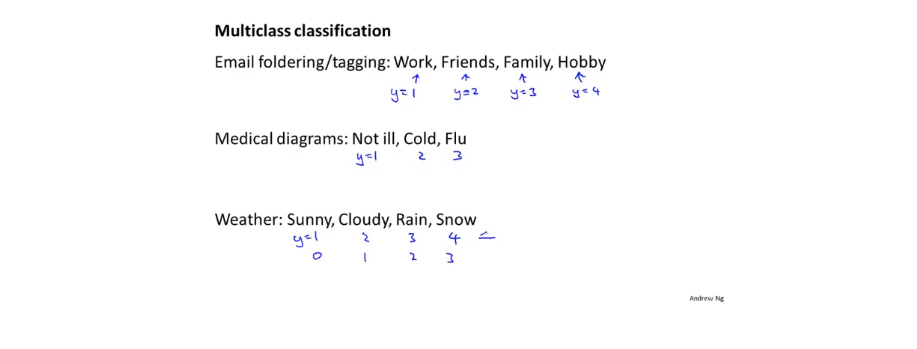 Multiclass classification
Email foldering/tagging: Work, Friends, Family, Hobby
↑ ↑ ↑ ↑
y=1 y=2 y=3 y=4
Medical diagrams: Not ill, Cold, Flu
y=1 2 3
Weather: Sunny, Cloudy, Rain, Snow
y=1 2 3 4
0 1 2 3
Andrew Ng